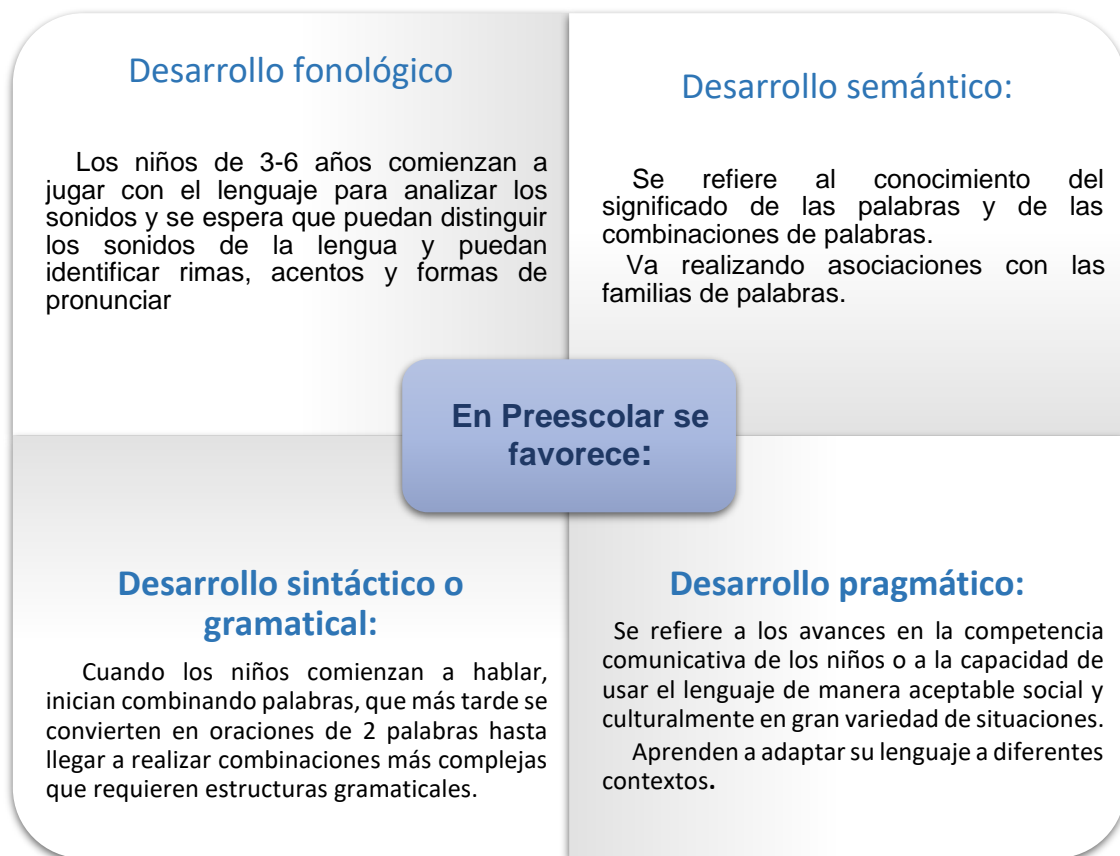 Desarrollo fonológico
Los niños de 3-6 años comienzan a
jugar con el lenguaje para analizar los
sonidos y se espera que puedan distinguir
los sonidos de la lengua y puedan
identificar rimas, acentos y formas de
pronunciar
Desarrollo semántico:
Se refiere al conocimiento del
significado de las palabras y de las
combinaciones de palabras.
Va realizando asociaciones con las
familias de palabras.
En Preescolar se
favorece:
Desarrollo sintáctico o
gramatical:
Cuando los niños comienzan a hablar,
inician combinando palabras, que más tarde se
convierten en oraciones de 2 palabras hasta
llegar a realizar combinaciones más complejas
que requieren estructuras gramaticales.
Desarrollo pragmático:
Se refiere a los avances en la competencia
comunicativa de los niños o a la capacidad de
usar el lenguaje de manera aceptable social y
culturalmente en gran variedad de situaciones.
Aprenden a adaptar su lenguaje a diferentes
contextos.